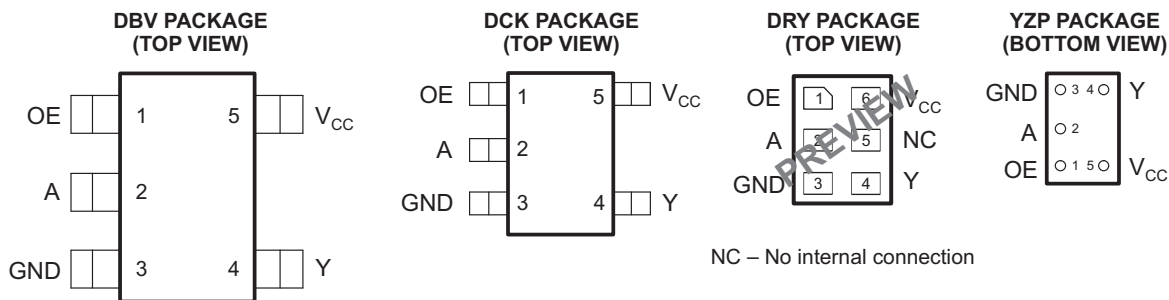 DBV PACKAGE
(TOP VIEW)
OE
1
5
VCC
A
2
GND
3
4
Y
DCK PACKAGE
(TOP VIEW)
OE
1
5
VCC
A
2
GND
3
4
Y
DRY PACKAGE
(TOP VIEW)
OE
1
6
VCC
A
2
5
NC
GND
3
4
Y
PREVIEW
NC – No internal connection
YZP PACKAGE
(BOTTOM VIEW)
GND
3 4
Y
A
2
OE
1 5
VCC